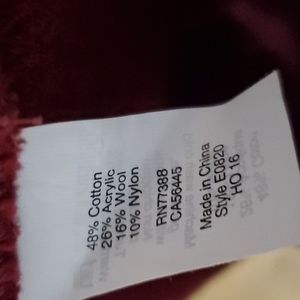 48% Cotton
26% Acrylic
16% Wool
10% Nylon
RN77388
CA56445
Made in China
Style E0820
HO 16